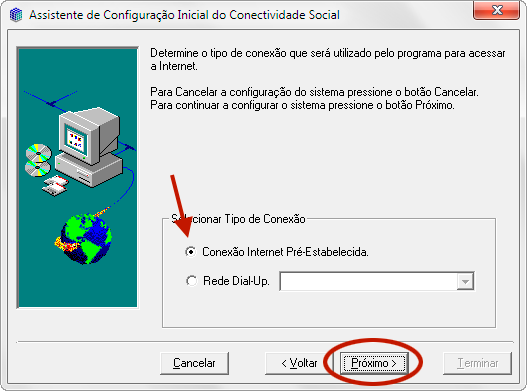 Assistente de Configuração Inicial do Conectividade Social
Determine o tipo de conexão que será utilizado pelo programa para acessar
a Internet.
Para Cancelar a configuração do sistema pressione o botão Cancelar.
Para continuar a configurar o sistema pressione o botão Próximo.
Selecionar Tipo de Conexão
Conexão Internet Pré-Estabelecida.
Rede Dial-Up.
Cancelar
< Voltar
Próximo >
Terminar